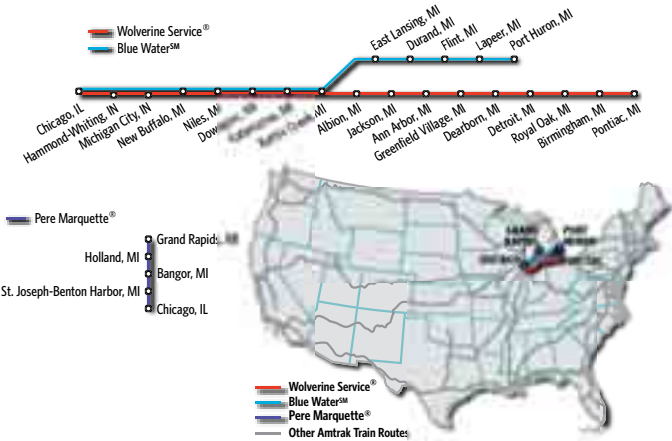 Wolverine Service®
Blue Water℠
East Lansing, MI
Durand, MI
Flint, MI
Lapeer, MI
Port Huron, MI
Chicago, IL
Hammond-Whiting, IN
Michigan City, IN
New Buffalo, MI
Niles, MI
MI
Albion, MI
Jackson, MI
Ann Arbor, MI
Greenfield Village, MI
Dearborn, MI
Detroit, MI
Royal Oak, MI
Birmingham, MI
Pontiac, MI
Pere Marquette®
Grand Rapids,
Holland, MI
Bangor, MI
St. Joseph-Benton Harbor, MI
Chicago, IL
Wolverine Service®
Blue Water℠
Pere Marquette®
Other Amtrak Train Routes